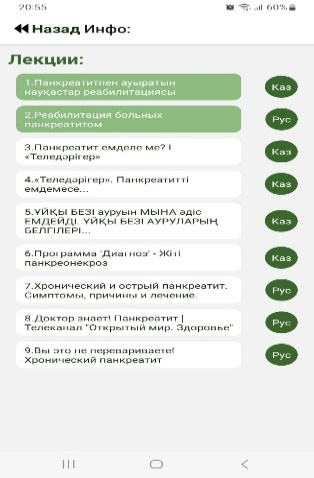 20:55
60%
Назад Инфо:
Лекции:
1.Панкреатитпен ауыратын
науқастар реабилитациясы
Каз
2.Реабилитация больных
панкреатитом
Рус
3.Панкреатит емделе ме? I
«Теледәрігер»
Каз
4.«Теледәрігер». Панкреатитті
емдемесе...
Каз
5.ҰЙҚЫ БЕЗІ ауруын МЫНА әдіс
ЕМДЕЙДІ. ҰЙҚЫ БЕЗІ АУРУЛАРЫҢ
БЕЛГІЛЕРІ...
Каз
6.Программа 'Диагноз' - Жіті
панкреонекроз
Каз
7.Хронический и острый панкреатит.
Симптомы, причины и лечение.
Рус
8.Доктор знает! Панкреатит |
Телеканал "Открытый мир. Здоровье"
Рус
9.Вы это не перевариваете!
Хронический панкреатит
Рус